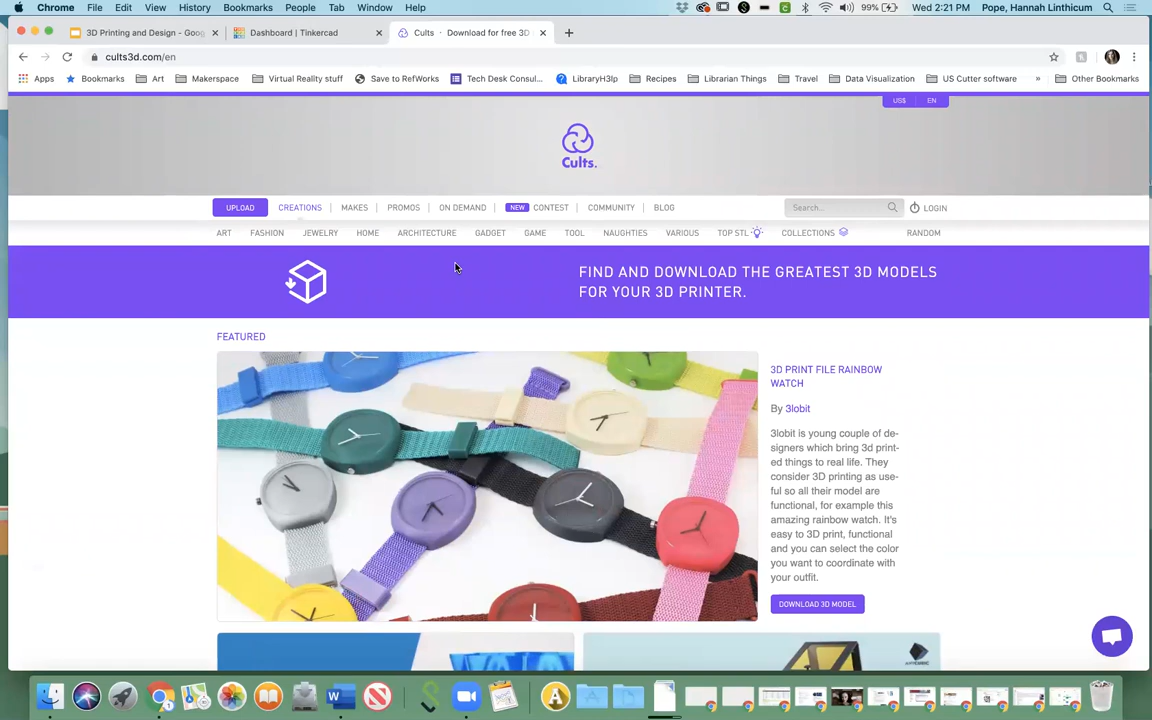 Chrome File Edit View History Bookmarks People Tab Window Help 99% Wed 2:21 PM Pope, Hannah Linthicum
3D Printing and Design - Goog Dashboard | Tinkercad Cults · Download for free 3D
cults3d.com/en
Apps Bookmarks Art Makerspace Virtual Reality stuff Save to RefWorks Tech Desk Consul... LibraryH3lp Recipes Librarian Things Travel Data Visualization US Cutter software » Other Bookmarks
US$ EN
Cults.
UPLOAD CREATIONS | MAKES | PROMOS | ON DEMAND | NEW CONTEST | COMMUNITY | BLOG Search... LOGIN
ART FASHION JEWELRY HOME ARCHITECTURE GADGET GAME TOOL NAUGHTIES VARIOUS TOP STL COLLECTIONS RANDOM
FIND AND DOWNLOAD THE GREATEST 3D MODELS
FOR YOUR 3D PRINTER.
FEATURED
3D PRINT FILE RAINBOW
WATCH
By 3lobit
3lobit is young couple of de-
signers which bring 3d print-
ed things to real life. They
consider 3D printing as use-
ful so all their model are
functional, for example this
amazing rainbow watch. It's
easy to 3D print, functional
and you can select the color
you want to coordinate with
your outfit.
DOWNLOAD 3D MODEL